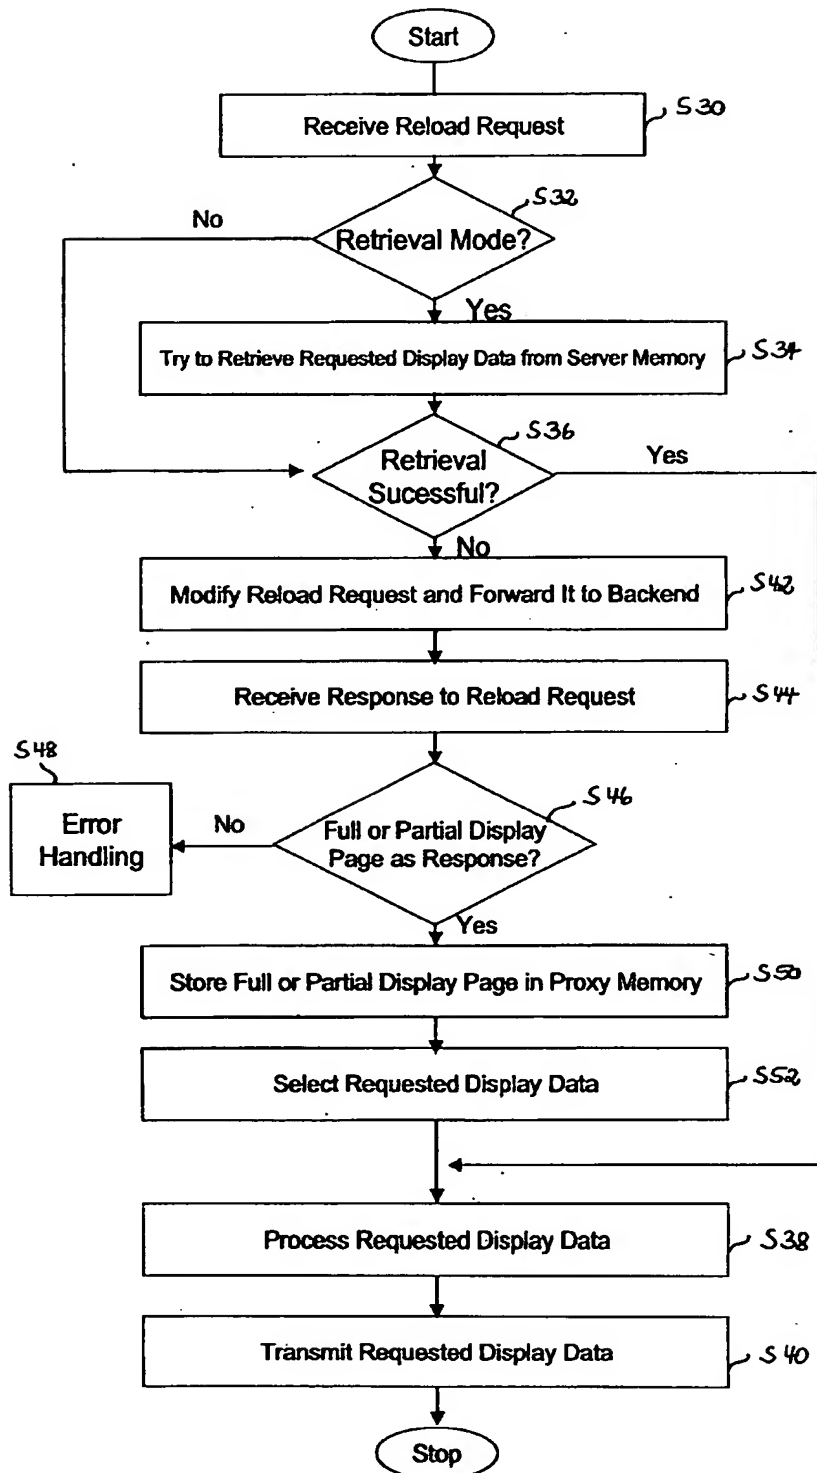 Start
S30
Receive Reload Request
S32
No
Retrieval Mode?
Yes
Try to Retrieve Requested Display Data from Server Memory
S34
S36
Retrieval
Sucessful?
Yes
No
Modify Reload Request and Forward It to Backend
S42
Receive Response to Reload Request
S44
S48
Error
Handling
No
S46
Full or Partial Display
Page as Response?
Yes
Store Full or Partial Display Page in Proxy Memory
S50
Select Requested Display Data
S52
Process Requested Display Data
S38
Transmit Requested Display Data
S40
Stop